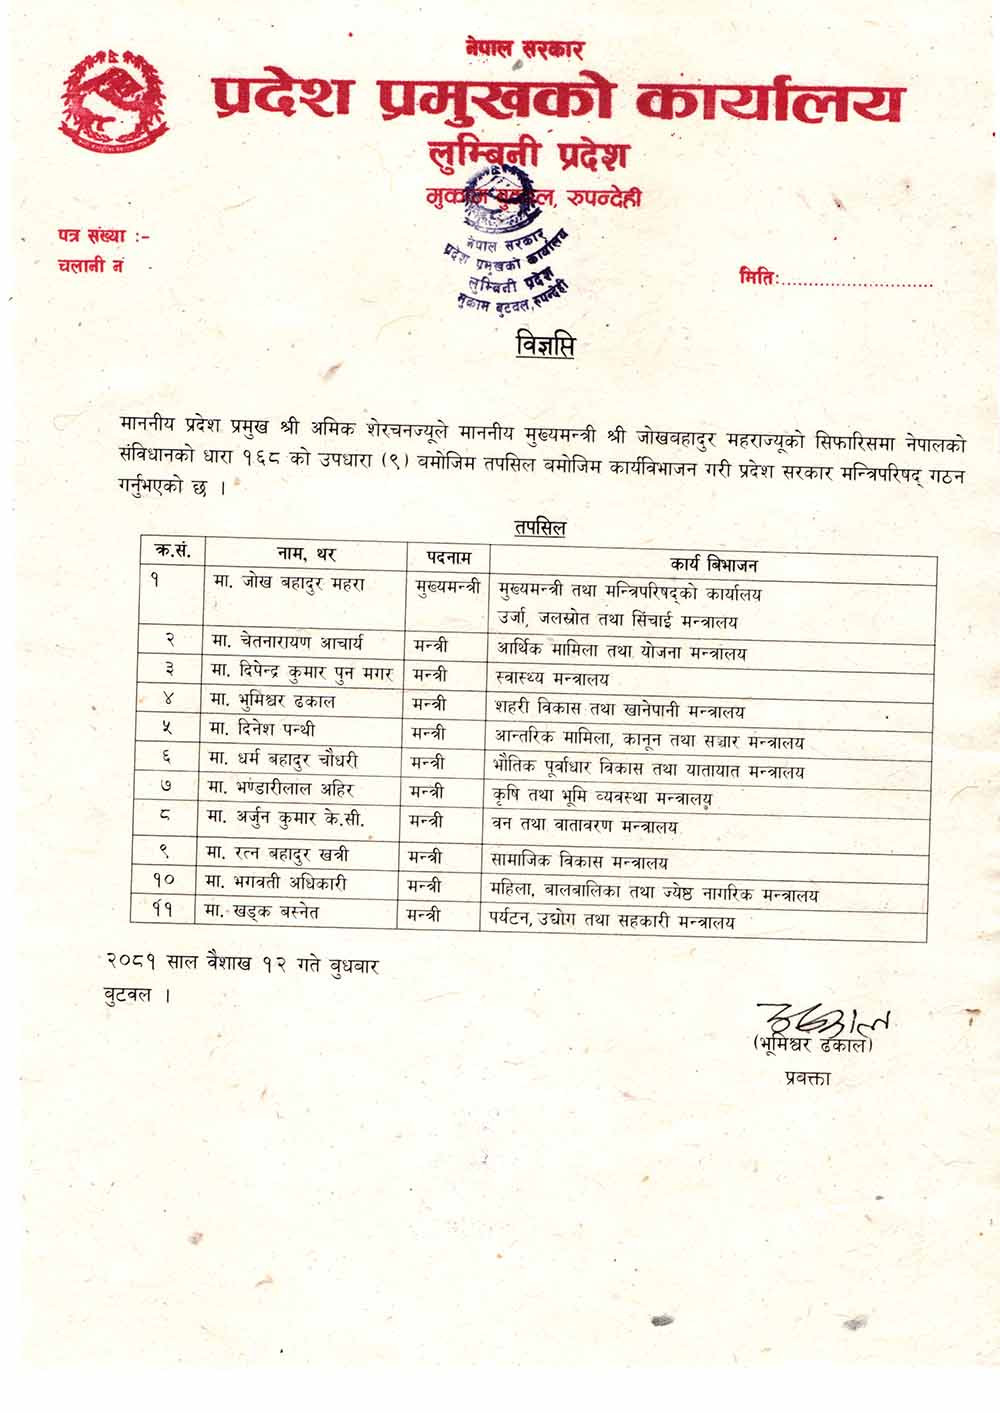 नेपाल सरकार
प्रदेश प्रमुखको कार्यालय
लुम्बिनी प्रदेश
मुकाम बुटवल, रुपन्देही
नेपाल सरकार
प्रदेश प्रमुखको कार्यालय
लुम्बिनी प्रदेश
मुकाम बुटवल, रुपन्देही
पत्र संख्या :-
चलानी नं
मितिः............................
विज्ञप्ति
माननीय प्रदेश प्रमुख श्री अमिक शेरचनज्यूले माननीय मुख्यमन्त्री श्री जोखबहादुर महराज्यूको सिफारिसमा नेपालको
संविधानको धारा १६८ को उपधारा (९) बमोजिम तपसिल बमोजिम कार्यविभाजन गरी प्रदेश सरकार मन्त्रिपरिषद् गठन
गर्नुभएको छ ।
तपसिल
क्र.सं. नाम, थर पदनाम कार्य बिभाजन
१ मा. जोख बहादुर महरा मुख्यमन्त्री मुख्यमन्त्री तथा मन्त्रिपरिषद्को कार्यालय
उर्जा, जलस्रोत तथा सिंचाई मन्त्रालय
२ मा. चेतनारायण आचार्य मन्त्री आर्थिक मामिला तथा योजना मन्त्रालय
३ मा. दिपेन्द्र कुमार पुन मगर मन्त्री स्वास्थ्य मन्त्रालय
४ मा. भुमिश्वर ढकाल मन्त्री शहरी विकास तथा खानेपानी मन्त्रालय
५ मा. दिनेश पन्थी मन्त्री आन्तरिक मामिला, कानून तथा सञ्चार मन्त्रालय
६ मा. धर्म बहादुर चौधरी मन्त्री भौतिक पूर्वाधार विकास तथा यातायात मन्त्रालय
७ मा. भण्डारीलाल अहिर मन्त्री कृषि तथा भूमि व्यवस्था मन्त्रालय
८ मा. अर्जुन कुमार के.सी. मन्त्री वन तथा वातावरण मन्त्रालय
९ मा. रत्न बहादुर खत्री मन्त्री सामाजिक विकास मन्त्रालय
१० मा. भगवती अधिकारी मन्त्री महिला, बालबालिका तथा ज्येष्ठ नागरिक मन्त्रालय
११ मा. खड्क बस्नेत मन्त्री पर्यटन, उद्योग तथा सहकारी मन्त्रालय
२०८१ साल वैशाख १२ गते बुधबार
बुटवल ।
(भूमिश्वर ढकाल)
प्रवक्ता